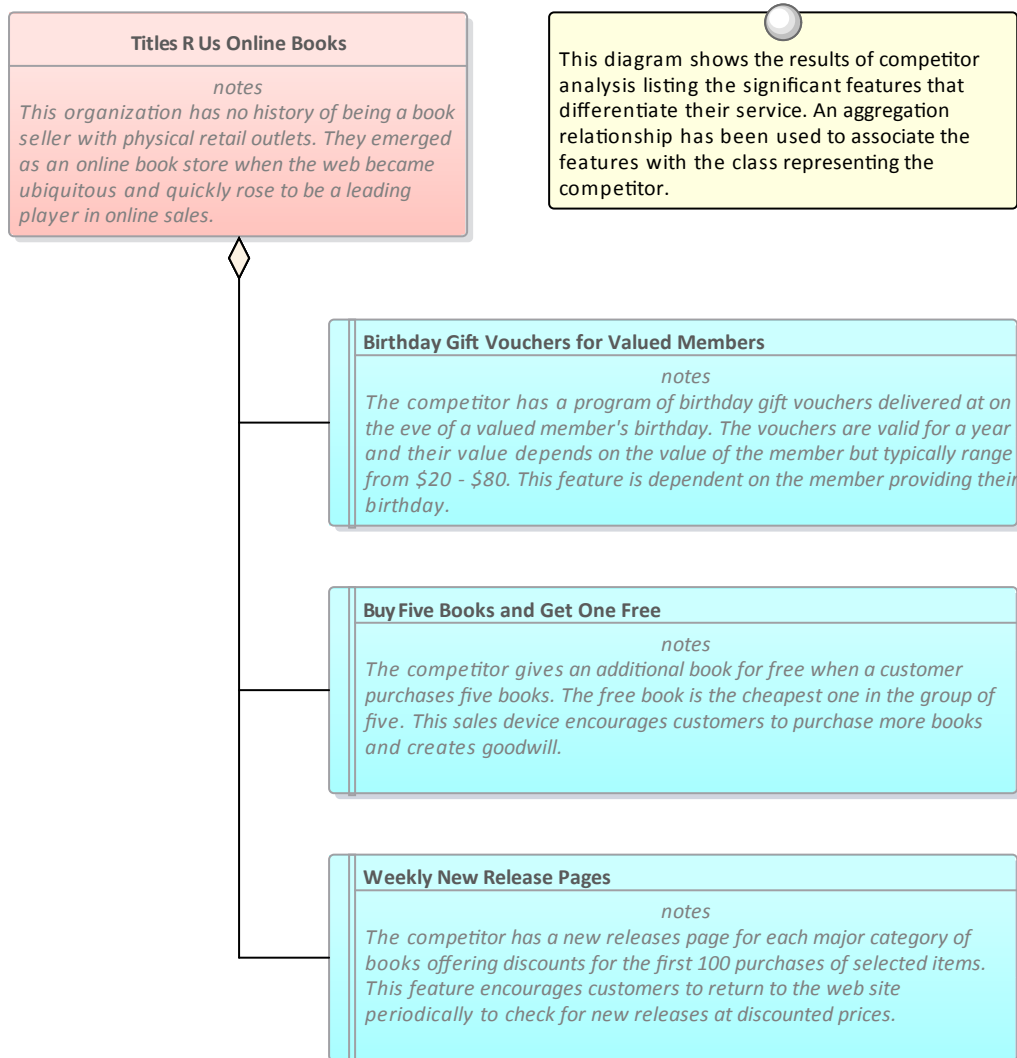 Titles R Us Online Books
notes
This organization has no history of being a book
seller with physical retail outlets. They emerged
as an online book store when the web became
ubiquitous and quickly rose to be a leading
player in online sales.
This diagram shows the results of competitor
analysis listing the significant features that
differentiate their service. An aggregation
relationship has been used to associate the
features with the class representing the
competitor.
Birthday Gift Vouchers for Valued Members
notes
The competitor has a program of birthday gift vouchers delivered at on
the eve of a valued member's birthday. The vouchers are valid for a year
and their value depends on the value of the member but typically range
from $20 - $80. This feature is dependent on the member providing their
birthday.
Buy Five Books and Get One Free
notes
The competitor gives an additional book for free when a customer
purchases five books. The free book is the cheapest one in the group of
five. This sales device encourages customers to purchase more books
and creates goodwill.
Weekly New Release Pages
notes
The competitor has a new releases page for each major category of
books offering discounts for the first 100 purchases of selected items.
This feature encourages customers to return to the web site
periodically to check for new releases at discounted prices.